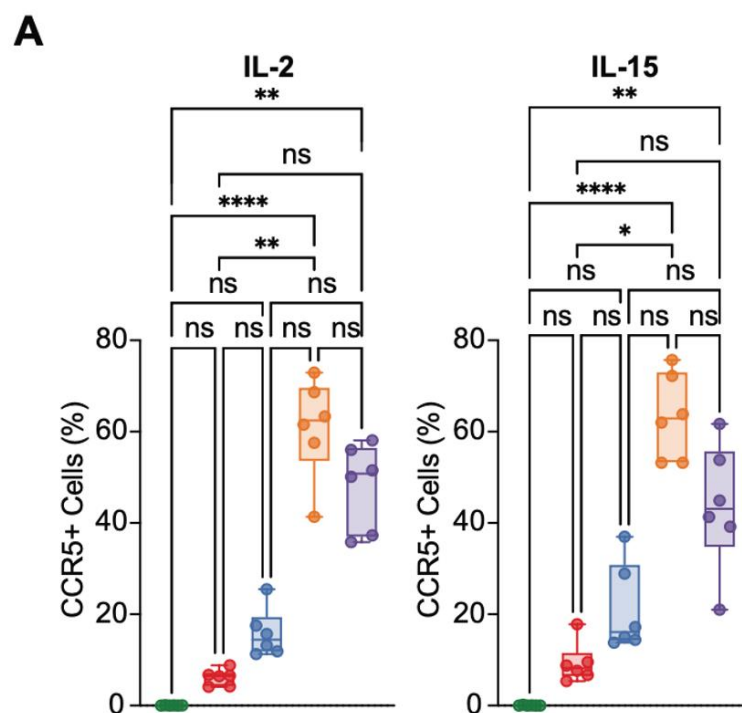 A
IL-2
**
ns
****
**
ns ns
ns ns ns ns
80
60
40
20
0
CCR5+ Cells (%)
IL-15
**
ns
****
*
ns ns
ns ns ns ns
80
60
40
20
0
CCR5+ Cells (%)